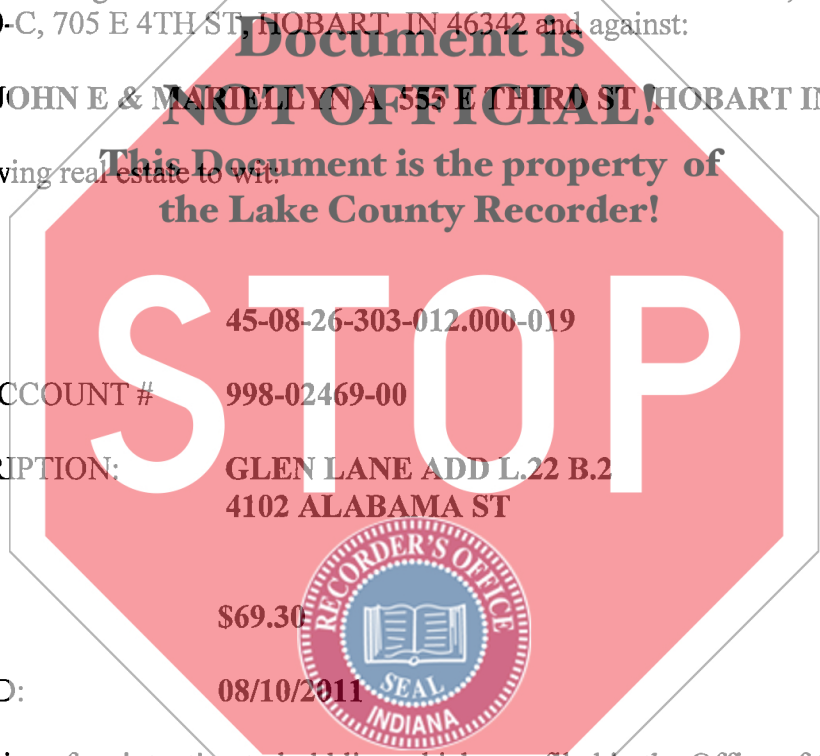 -C, 705 E 4TH ST, HOBART, IN 46342 and against:
Document is
JOHN E & MARIELLYN A 555 E THIRD ST HOBART IN
NOT OFFICIAL!
This Document is the property of
wing real estate to wit:
the Lake County Recorder!
STOP
45-08-26-303-012.000-019
CCOUNT # 998-02469-00
RIPTION: GLEN LANE ADD L.22 B.2
4102 ALABAMA ST
RECORDER'S OFFICE
$69.30
SEAL
D: 08/10/2011
INDIANA